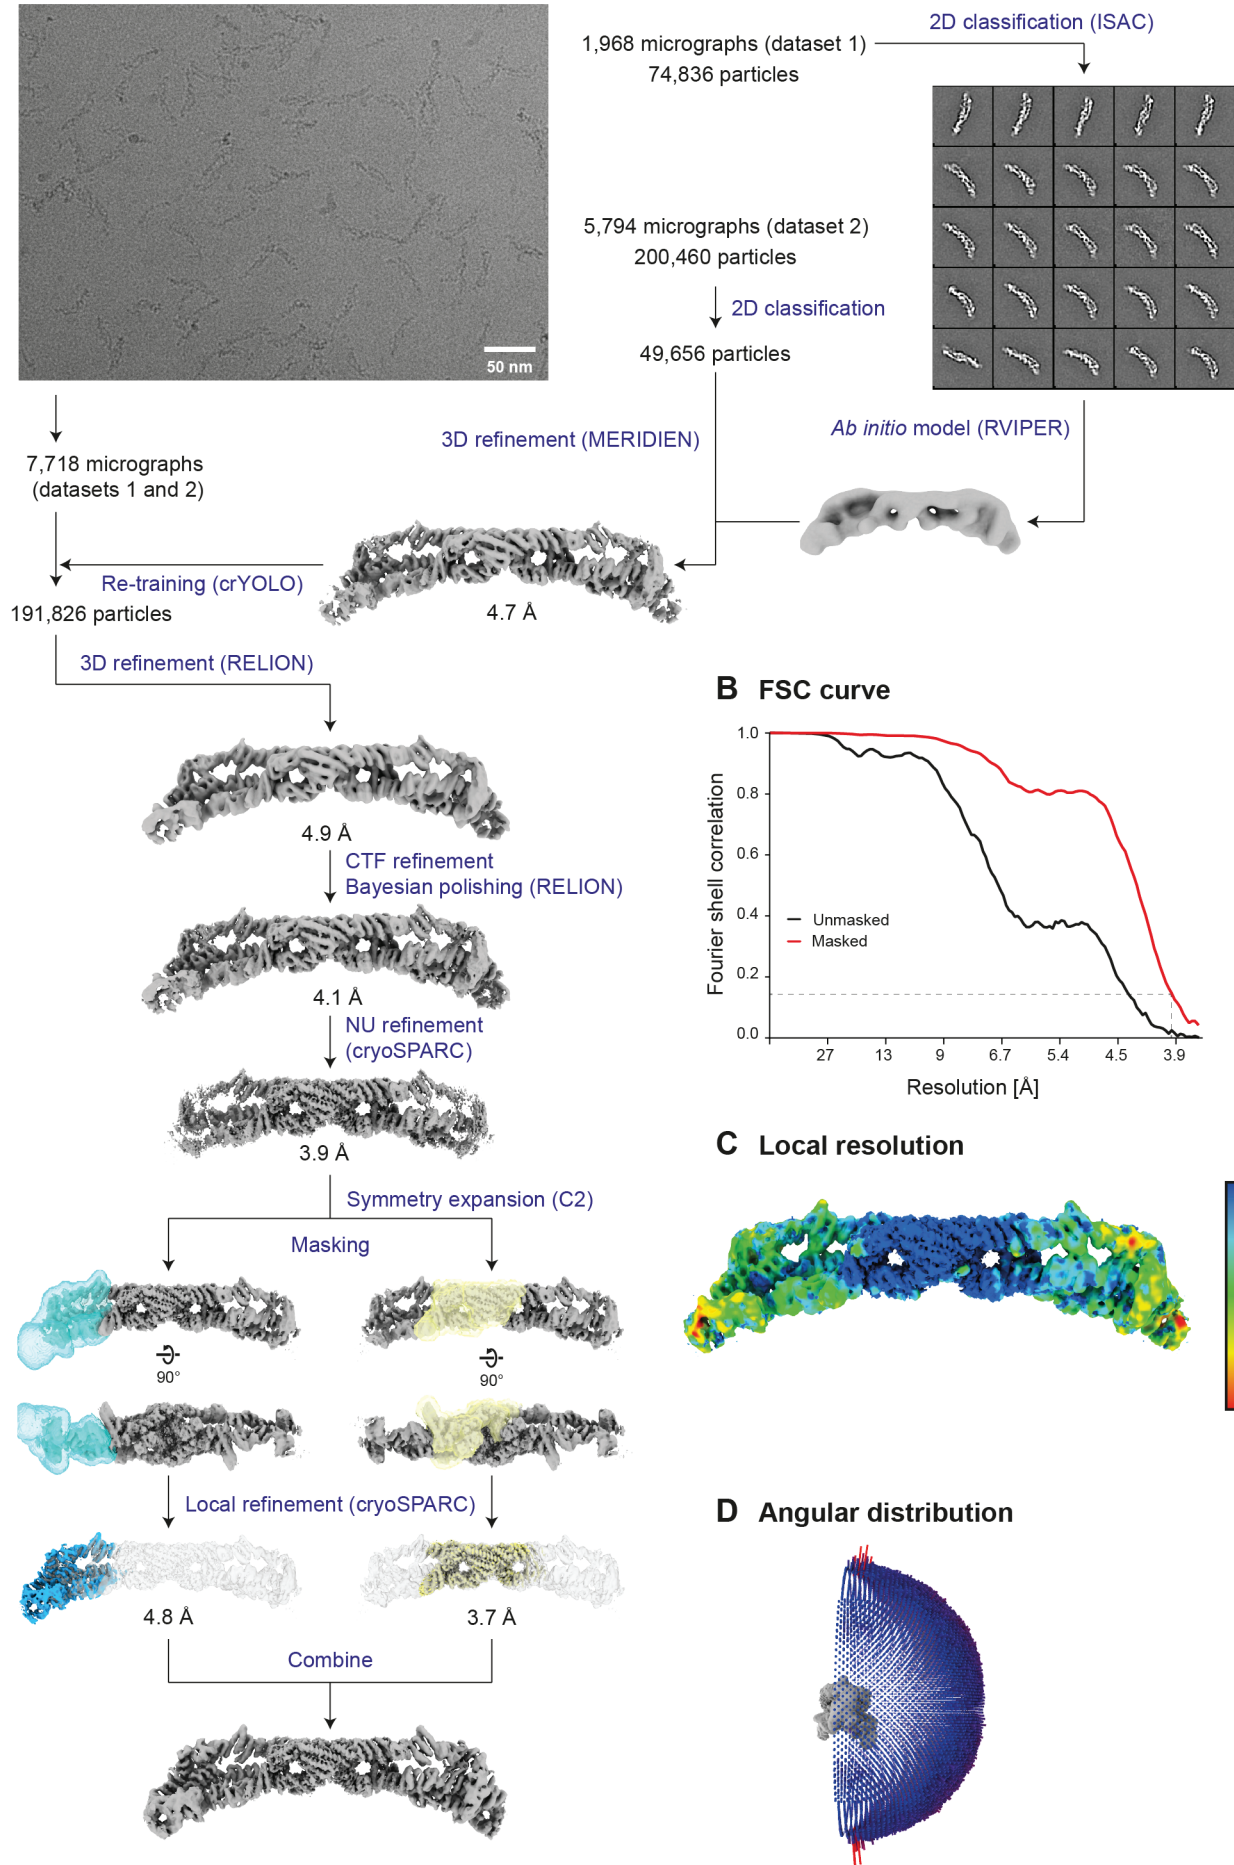 2D classification (ISAC)
1,968 micrographs (dataset 1)
74,836 particles
5,794 micrographs (dataset 2)
200,460 particles
2D classification
49,656 particles
50 nm
3D refinement (MERIDIEN)
Ab initio model (RVIPER)
7,718 micrographs
(datasets 1 and 2)
Re-training (crYOLO)
4.7 Å
191,826 particles
3D refinement (RELION)
4.9 Å
CTF refinement
Bayesian polishing (RELION)
4.1 Å
NU refinement
(cryoSPARC)
3.9 Å
Symmetry expansion (C2)
Masking
90°
90°
Local refinement (cryoSPARC)
4.8 Å
3.7 Å
Combine
B FSC curve
1.0
0.8
0.6
0.4
0.2
0.0
Fourier shell correlation
Unmasked
Masked
27 13 9 6.7 5.4 4.5 3.9
Resolution [Å]
C Local resolution
D Angular distribution